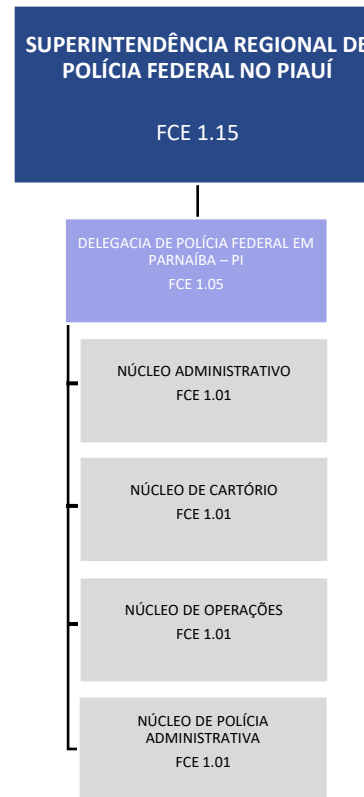 SUPERINTENDÊNCIA REGIONAL DE
POLÍCIA FEDERAL NO PIAUÍ
FCE 1.15
DELEGACIA DE POLÍCIA FEDERAL EM
PARNAÍBA – PI
FCE 1.05
NÚCLEO ADMINISTRATIVO
FCE 1.01
NÚCLEO DE CARTÓRIO
FCE 1.01
NÚCLEO DE OPERAÇÕES
FCE 1.01
NÚCLEO DE POLÍCIA
ADMINISTRATIVA
FCE 1.01